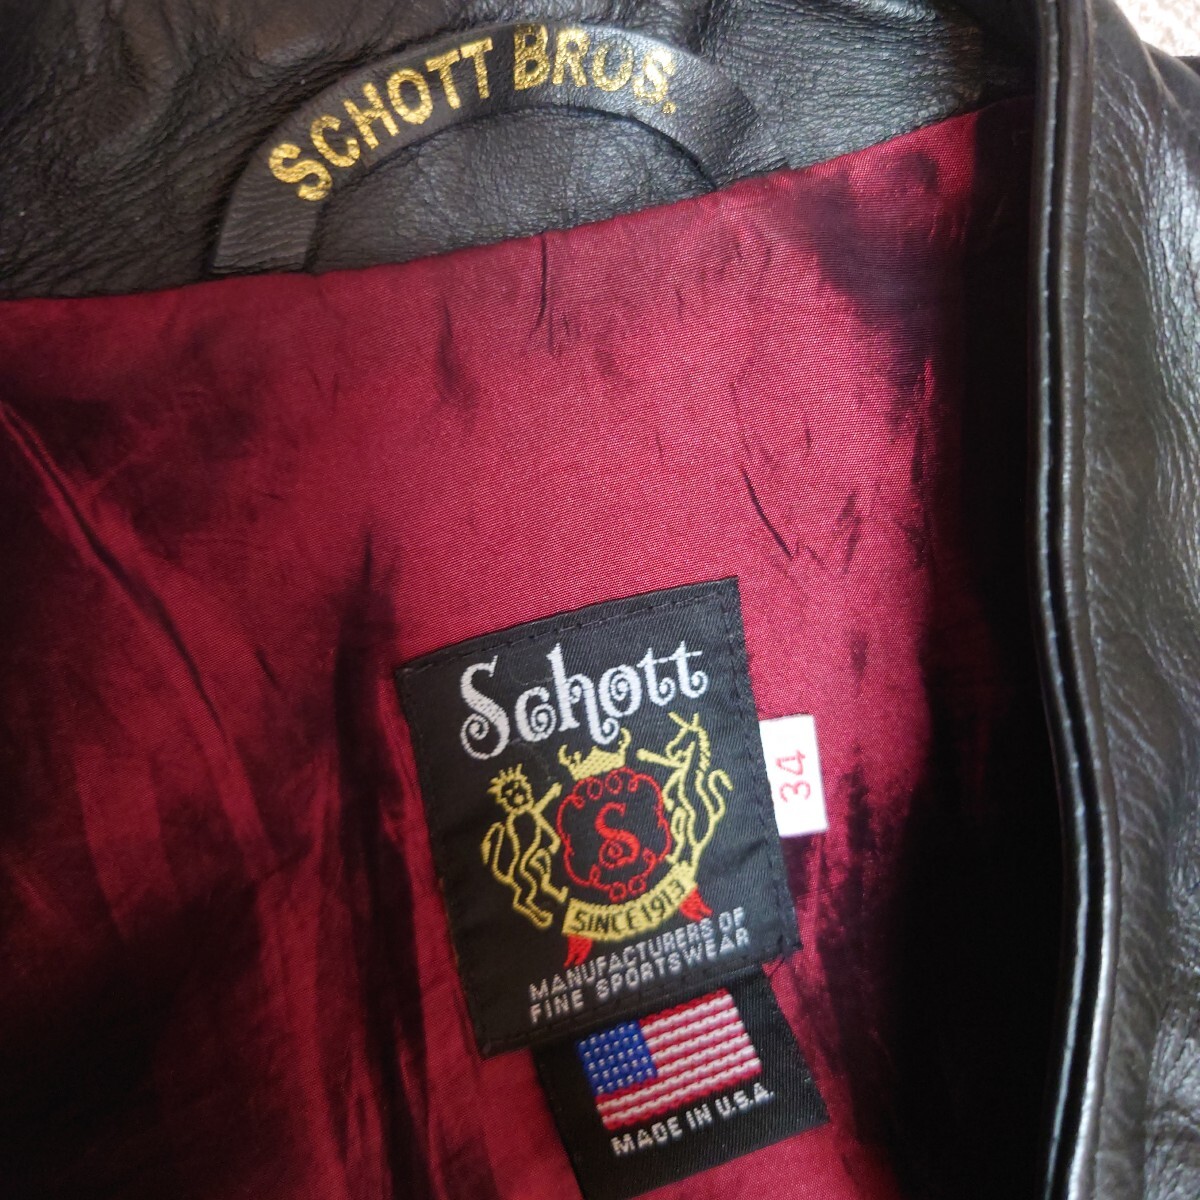 SCHOTT BROS.
Schott
S
SINCE 1913
MANUFACTURERS OF
FINE SPORTSWEAR
34
MADE IN U.S.A.